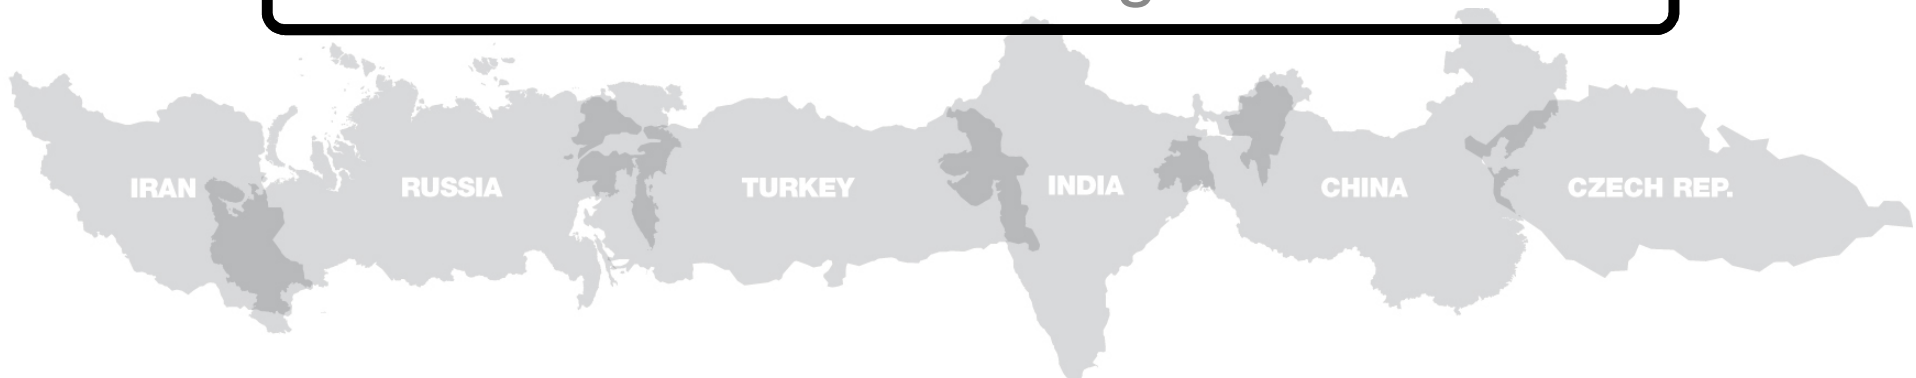 IRAN
RUSSIA
TURKEY
INDIA
CHINA
CZECH REP.